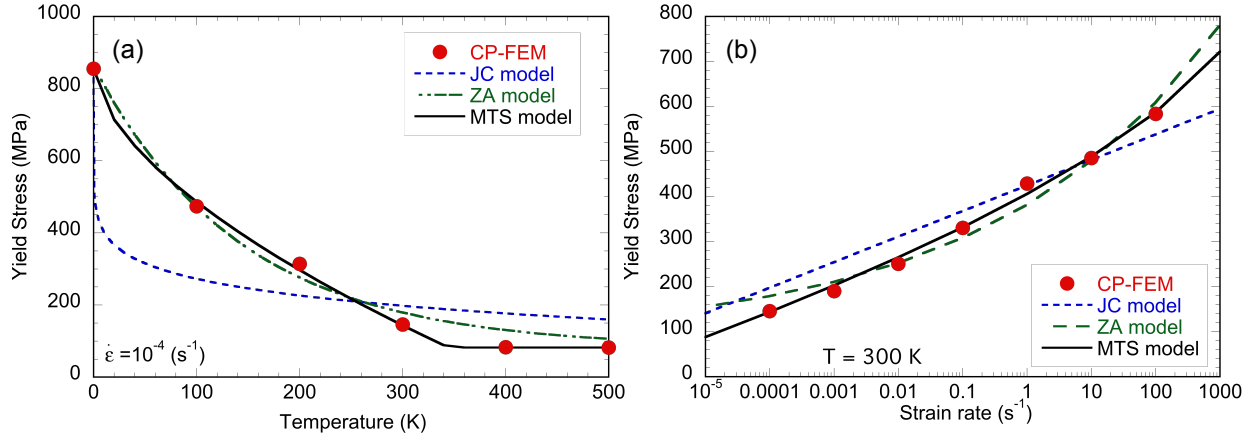 (a)
1000
800
600
400
200
0
Yield Stress (MPa)
CP-FEM
JC model
ZA model
MTS model
ε̇ =10⁻⁴ (s⁻¹)
0 100 200 300 400 500
Temperature (K)
(b)
800
700
600
500
400
300
200
100
0
Yield Stress (MPa)
CP-FEM
JC model
ZA model
MTS model
T = 300 K
10⁻⁵ 0.0001 0.001 0.01 0.1 1 10 100 1000
Strain rate (s⁻¹)